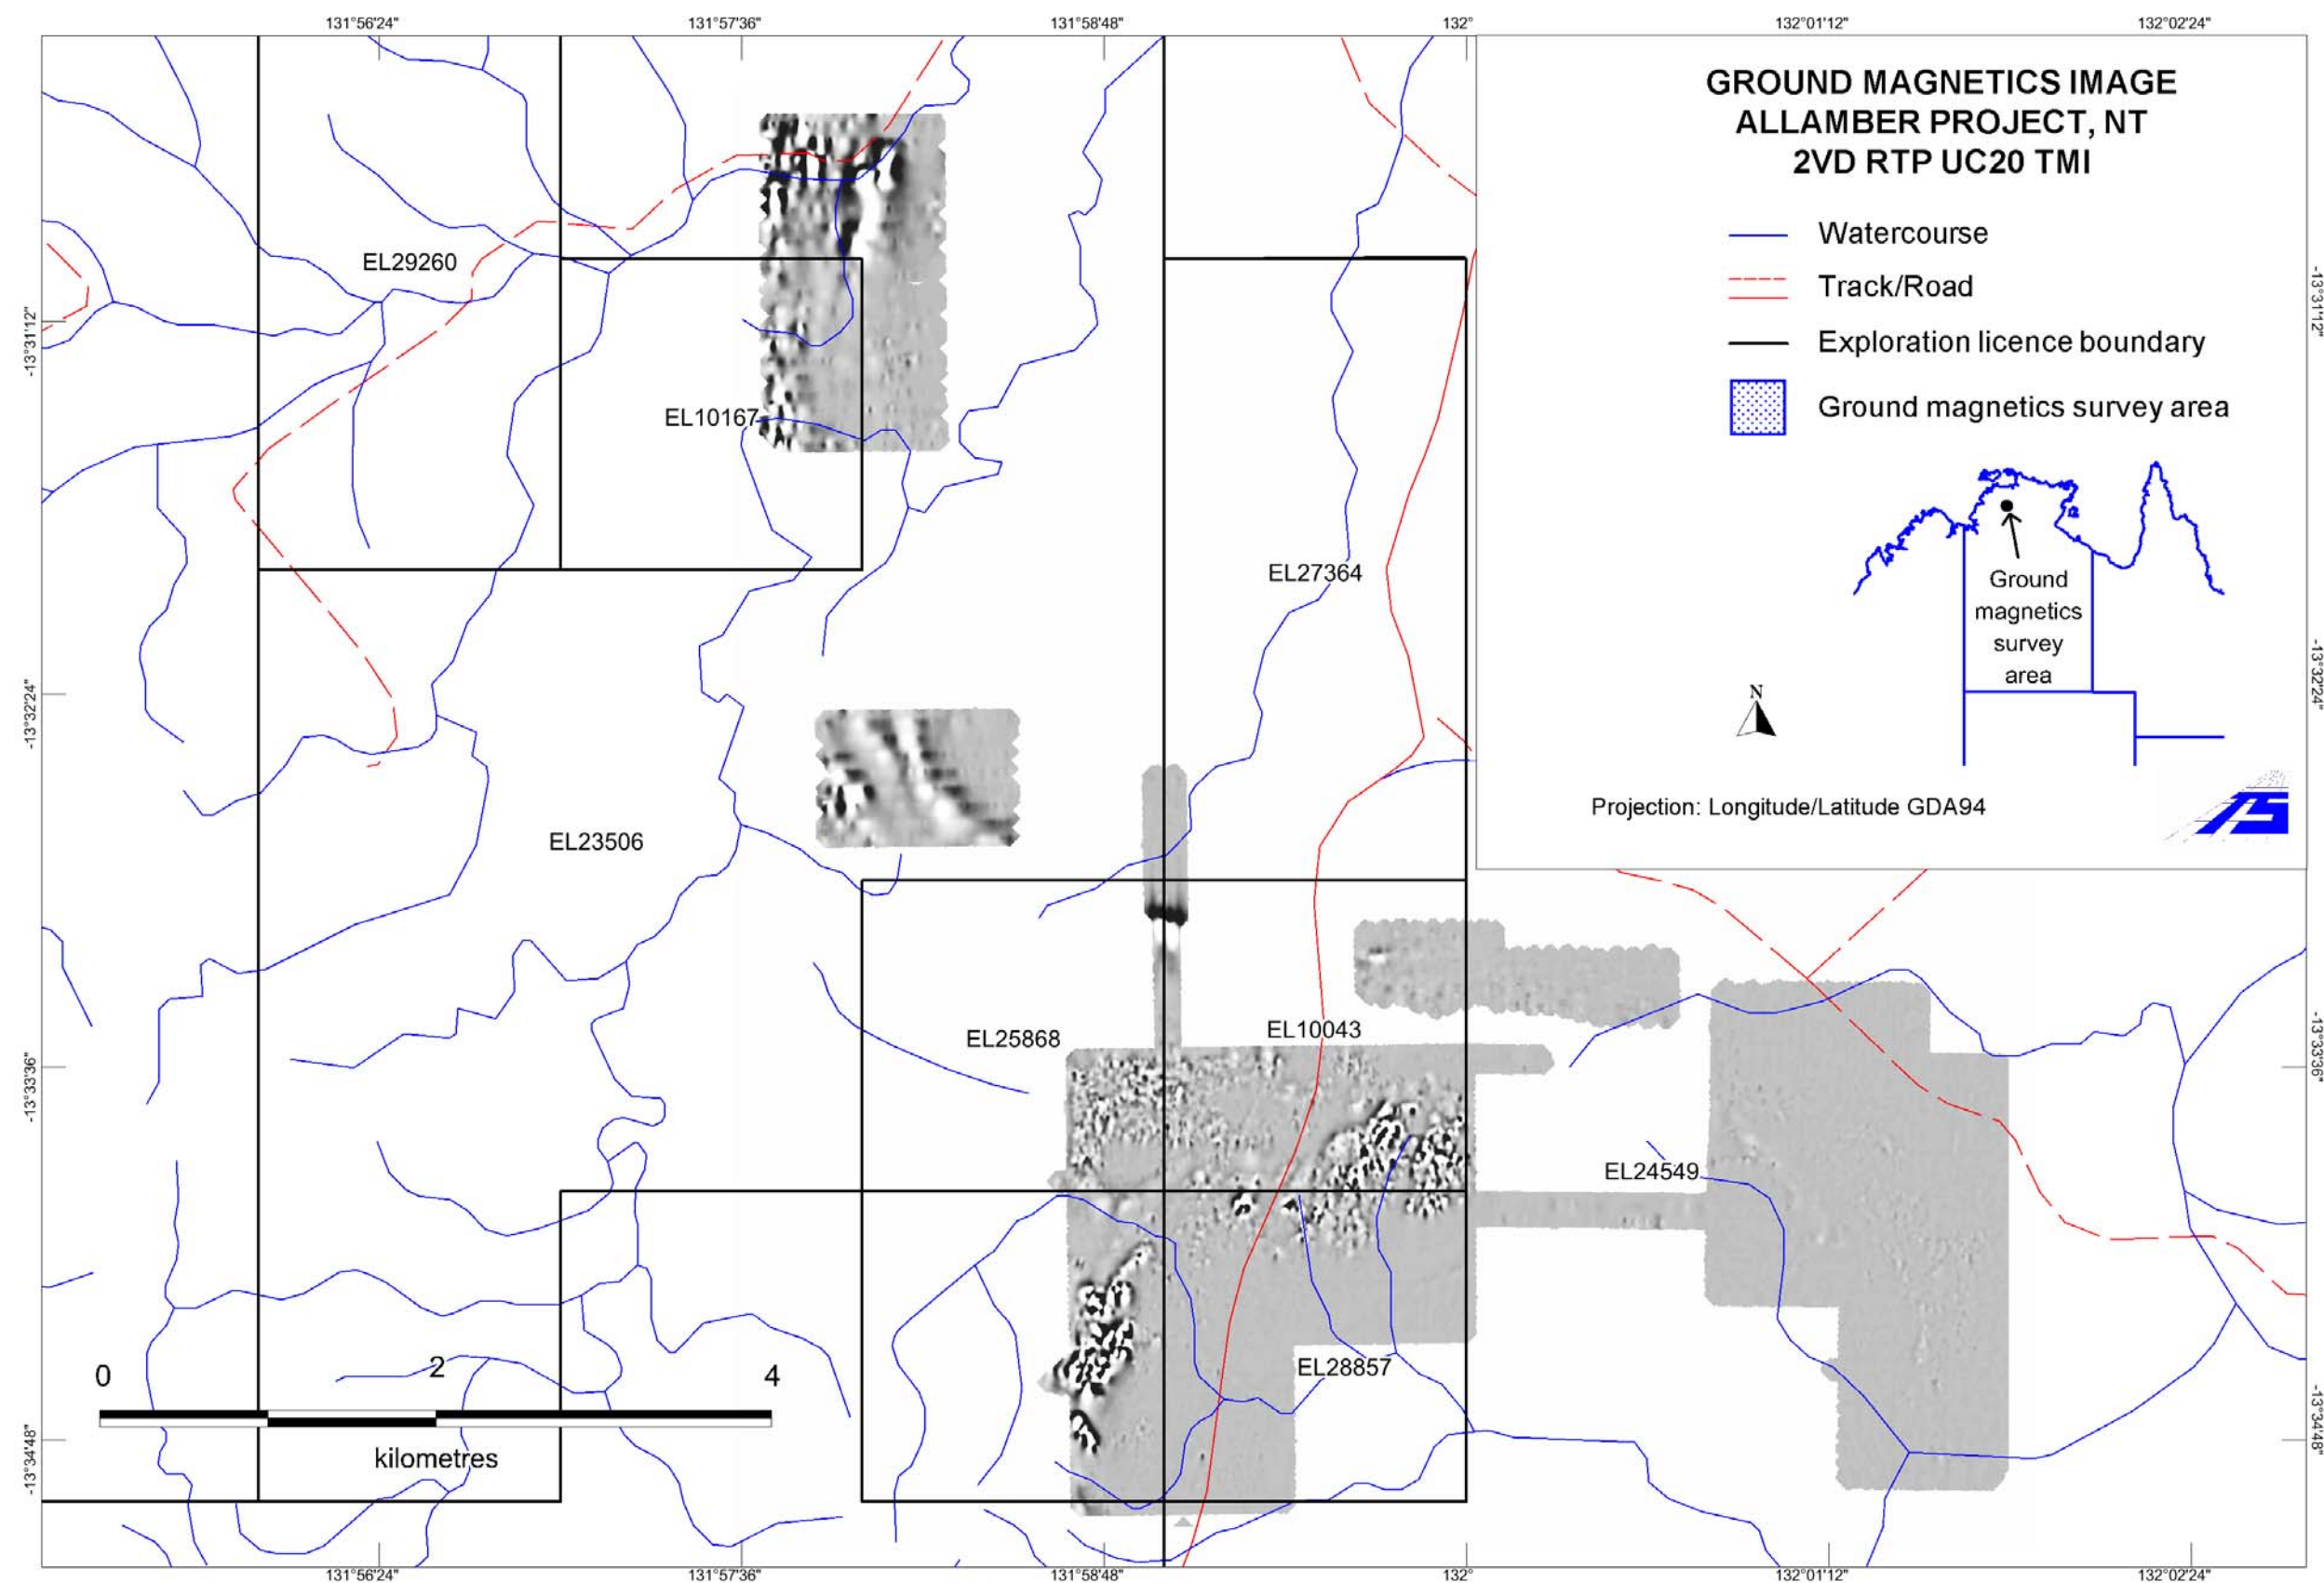 131°56'24"
131°57'36"
131°58'48"
132°
132°01'12"
132°02'24"
GROUND MAGNETICS IMAGE
ALLAMBER PROJECT, NT
2VD RTP UC20 TMI
Watercourse
Track/Road
Exploration licence boundary
Ground magnetics survey area
Ground
magnetics
survey
area
N
Projection: Longitude/Latitude GDA94
EL29260
EL10167
EL27364
EL23506
EL25868
EL10043
EL24549
EL28857
0
2
4
kilometres
-13°31'12"
-13°32'24"
-13°33'36"
-13°34'48"
-13°31'12"
-13°32'24"
-13°33'36"
-13°34'48"
131°56'24"
131°57'36"
131°58'48"
132°
132°01'12"
132°02'24"